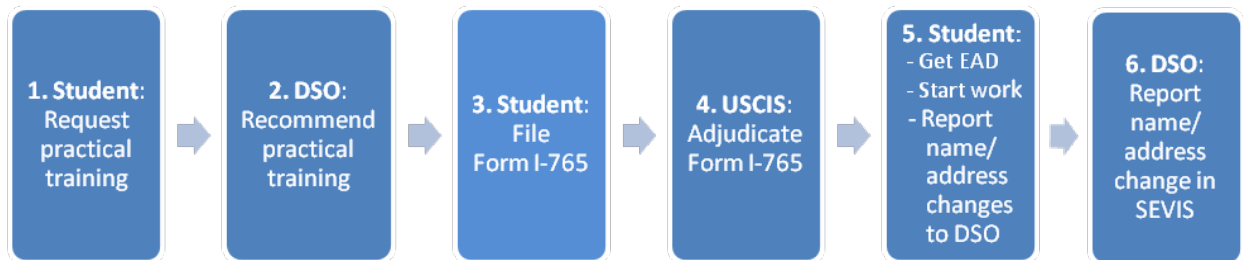 1. Student:
Request
practical
training
2. DSO:
Recommend
practical
training
3. Student:
File
Form I-765
4. USCIS:
Adjudicate
Form I-765
5. Student:
- Get EAD
- Start work
- Report
name/
address
changes
to DSO
6. DSO:
Report
name/
address
change in
SEVIS